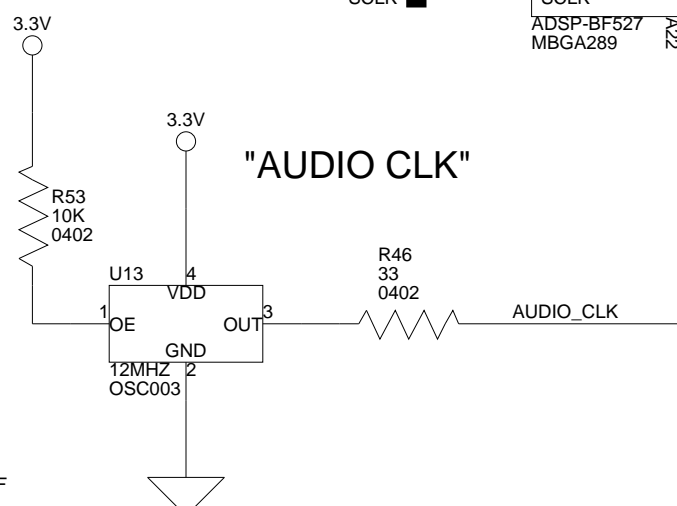 SCLK
SCLK
ADSP-BF527
MBGA289
A22
3.3V
3.3V
"AUDIO CLK"
R53
10K
0402
R46
33
0402
U13
4
VDD
1
OE
OUT
3
AUDIO_CLK
GND
12MHZ
2
OSC003
F